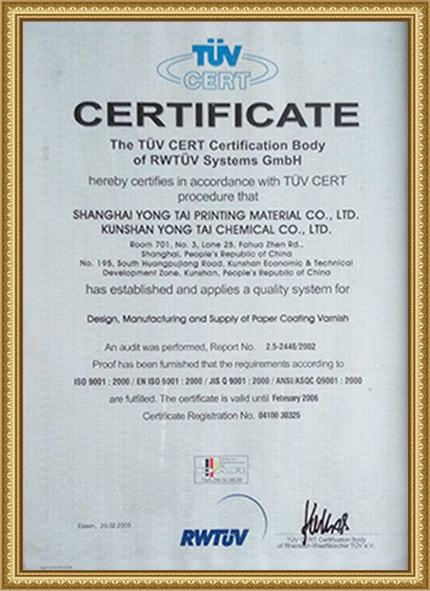 TÜV
CERT
CERTIFICATE
The TÜV CERT Certification Body
of RWTÜV Systems GmbH
hereby certifies in accordance with TÜV CERT
procedure that
SHANGHAI YONG TAI PRINTING MATERIAL CO., LTD.
KUNSHAN YONG TAI CHEMICAL CO., LTD.
Room 701, No. 3, Lane 25, Fahua Zhen Rd.,
Shanghai, People's Republic of China
No. 195, South Huangpujiang Road, Kunshan Economic & Technical
Development Zone, Kunshan, People's Republic of China
has established and applies a quality system for
Design, Manufacturing and Supply of Paper Coating Varnish
An audit was performed, Report No. 2.5-2446/2002
Proof has been furnished that the requirements according to
ISO 9001 : 2000 / EN ISO 9001 : 2000 / JIS Q 9001 : 2000 / ANSI/ASQC Q9001 : 2000
are fulfilled. The certificate is valid until February 2006
Certificate Registration No. 04100 30325
Essen, 20.02.2003
RWTÜV
TÜV CERT Certification Body
of Rheinisch-Westfälischer TÜV e.V.